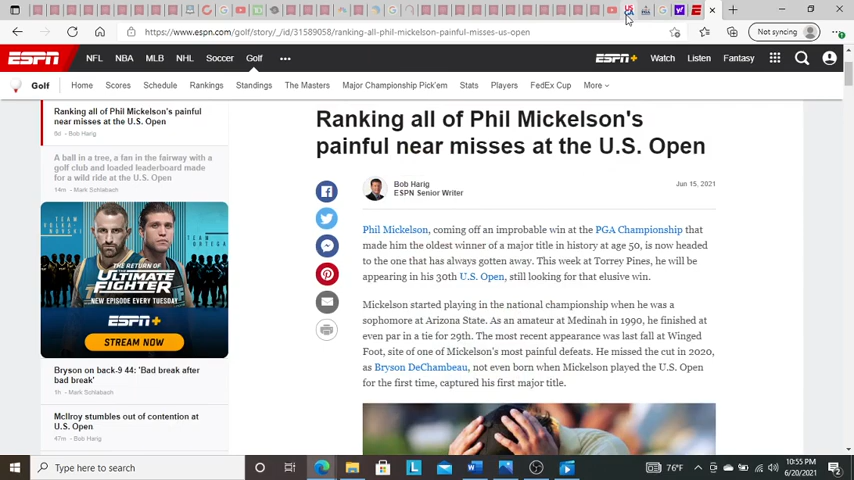 https://www.espn.com/golf/story/_/id/31589058/ranking-all-phil-mickelson-painful-misses-us-open
Not syncing
ESPN
NFL NBA MLB NHL Soccer Golf
ESPN+ Watch Listen Fantasy
Golf Home Scores Schedule Rankings Standings The Masters Major Championship Pick'em Stats Players FedEx Cup More
Ranking all of Phil Mickelson's
painful near misses at the U.S. Open
8d - Bob Harig
A ball in a tree, a fan in the fairway with a
golf club and loaded leaderboard made
for a wild ride at the U.S. Open
14m - Mark Schlabach
TEAM
VOLKA-
NOVSKI
TEAM
ORTEGA
THE RETURN OF
THE
ULTIMATE
FIGHTER
NEW EPISODE EVERY TUESDAY
ESPN+
STREAM NOW
Bryson on back-9 44: 'Bad break after
bad break'
1h - Mark Schlabach
McIlroy stumbles out of contention at
U.S. Open
47m - Bob Harig
Ranking all of Phil Mickelson's
painful near misses at the U.S. Open
Bob Harig
ESPN Senior Writer
Jun 15, 2021
Phil Mickelson, coming off an improbable win at the PGA Championship that
made him the oldest winner of a major title in history at age 50, is now headed
to the one that has always gotten away. This week at Torrey Pines, he will be
appearing in his 30th U.S. Open, still looking for that elusive win.
Mickelson started playing in the national championship when he was a
sophomore at Arizona State. As an amateur at Medinah in 1990, he finished at
even par in a tie for 29th. The most recent appearance was last fall at Winged
Foot, site of one of Mickelson's most painful defeats. He missed the cut in 2020,
as Bryson DeChambeau, not even born when Mickelson played the U.S. Open
for the first time, captured his first major title.
Type here to search
76°F
10:55 PM
6/20/2021